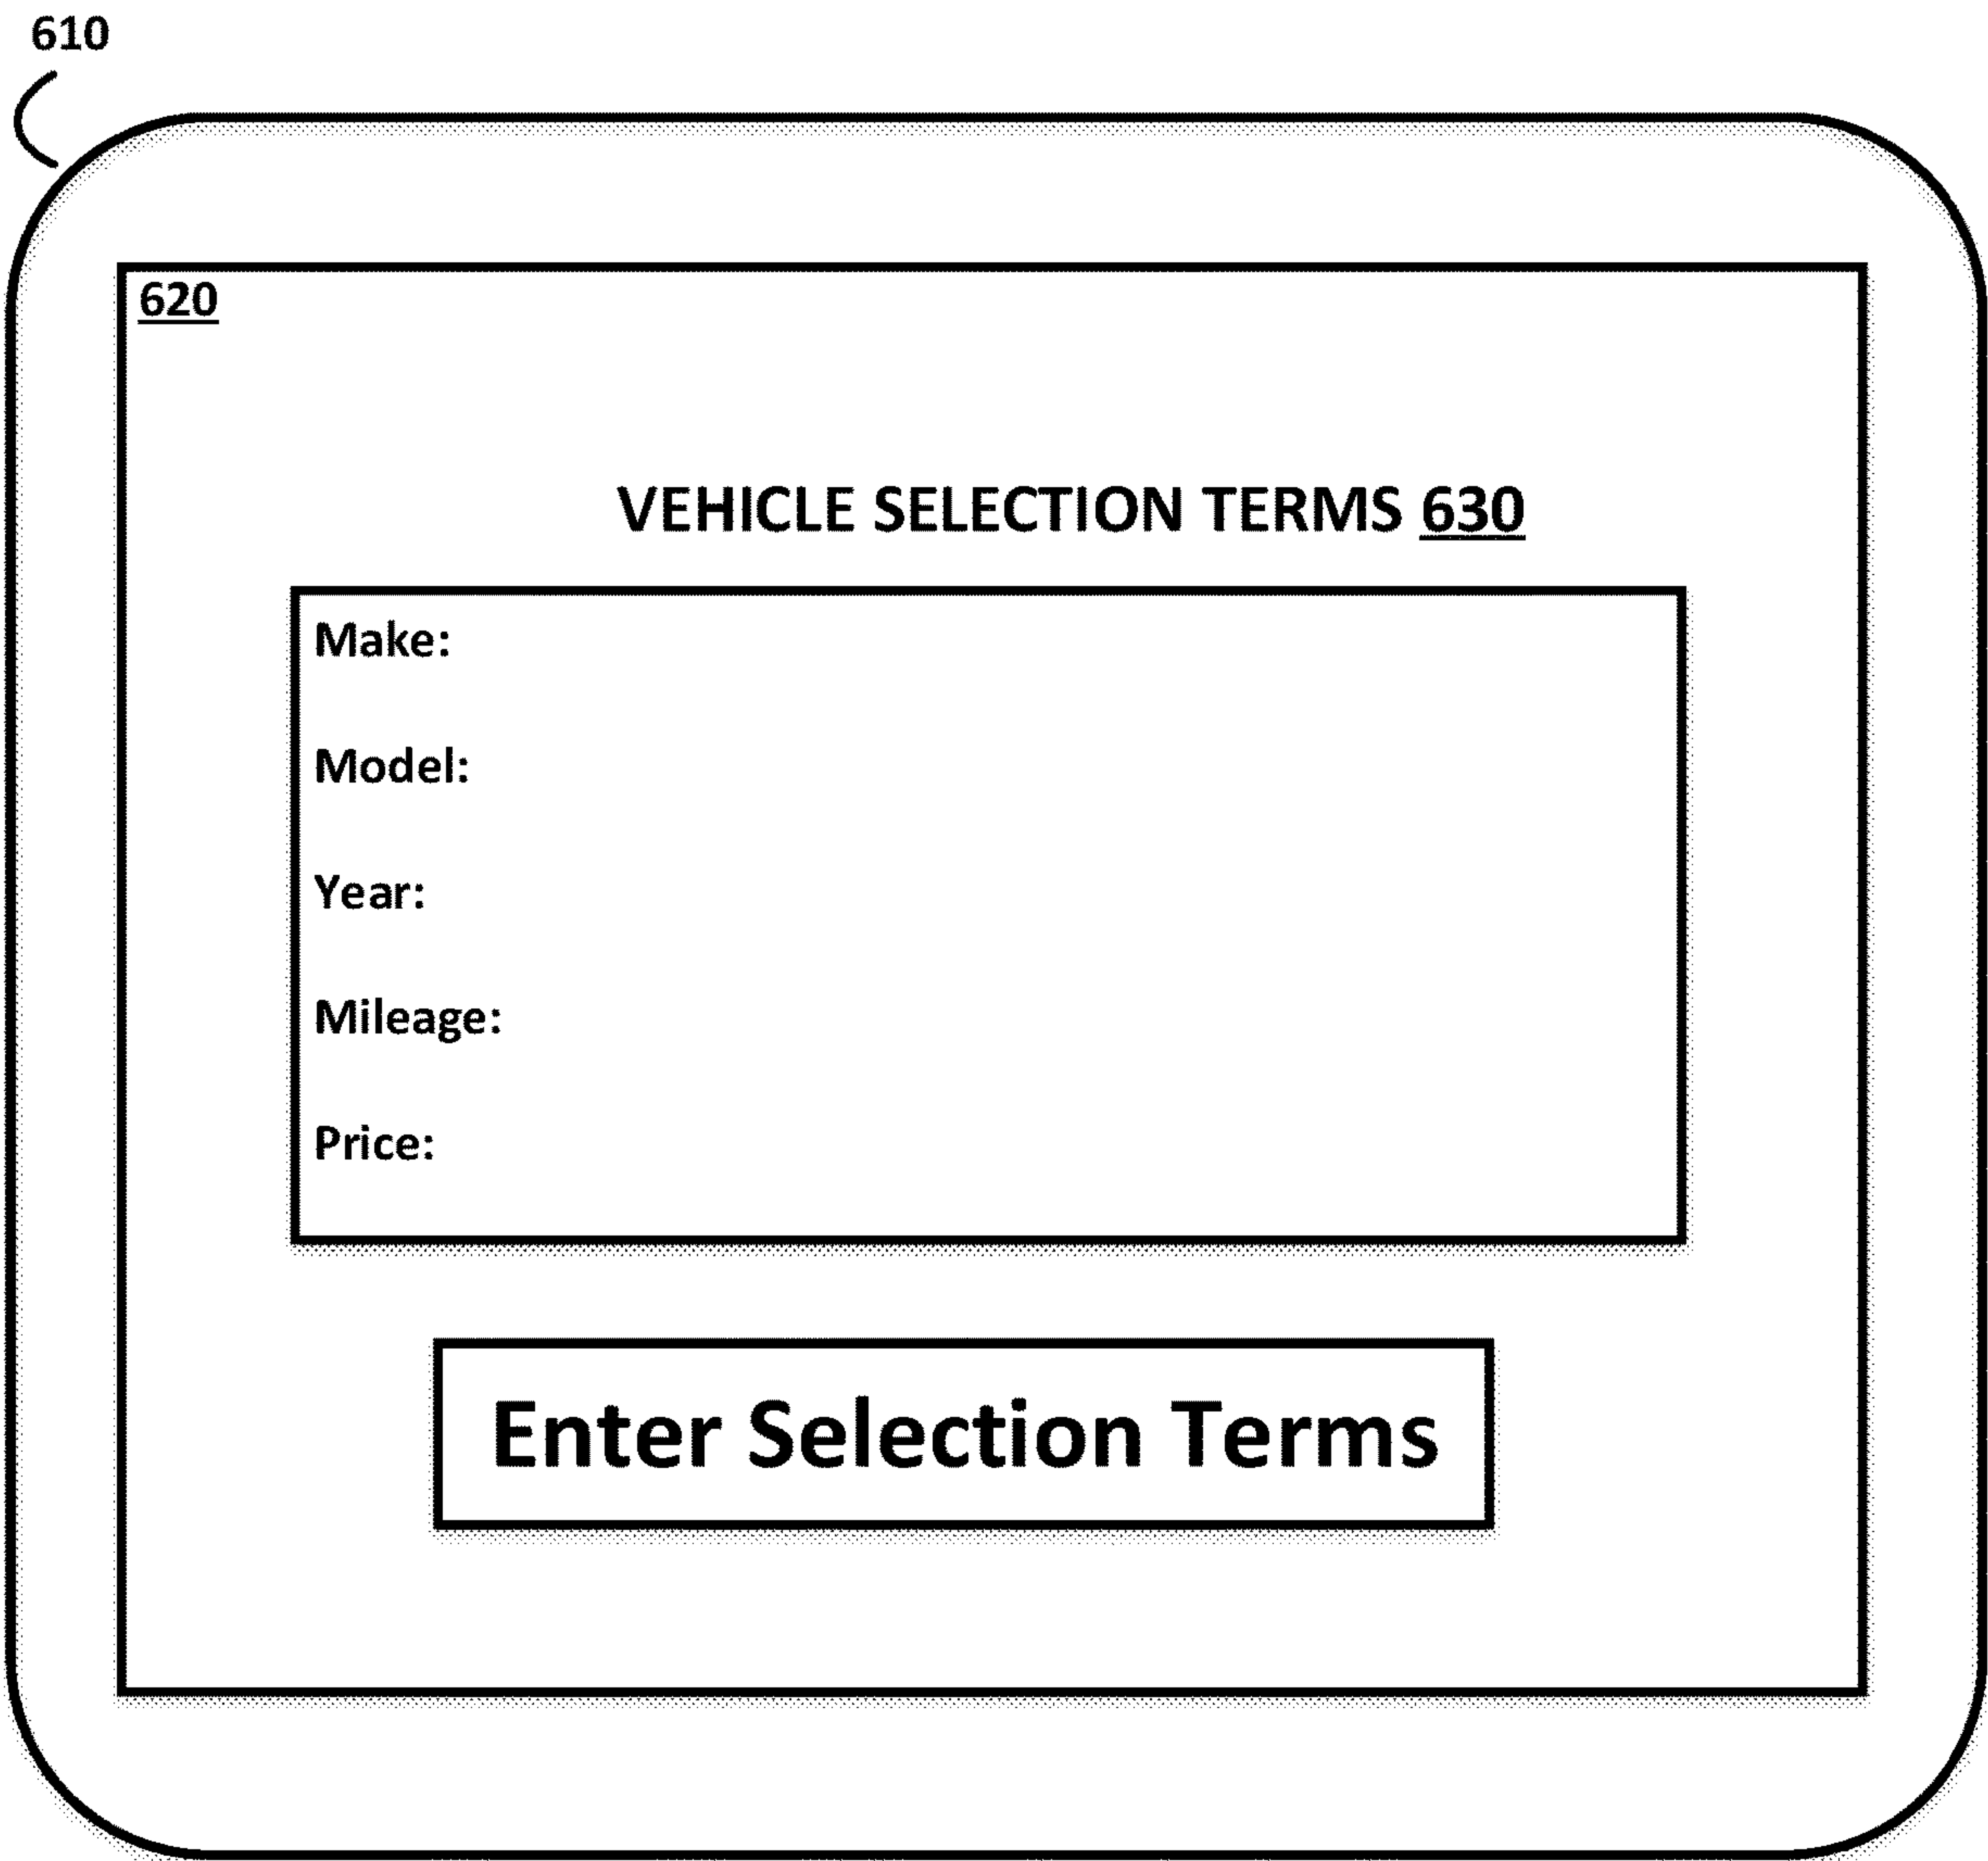 610
620
VEHICLE SELECTION TERMS 630
Make:
Model:
Year:
Mileage:
Price:
Enter Selection Terms